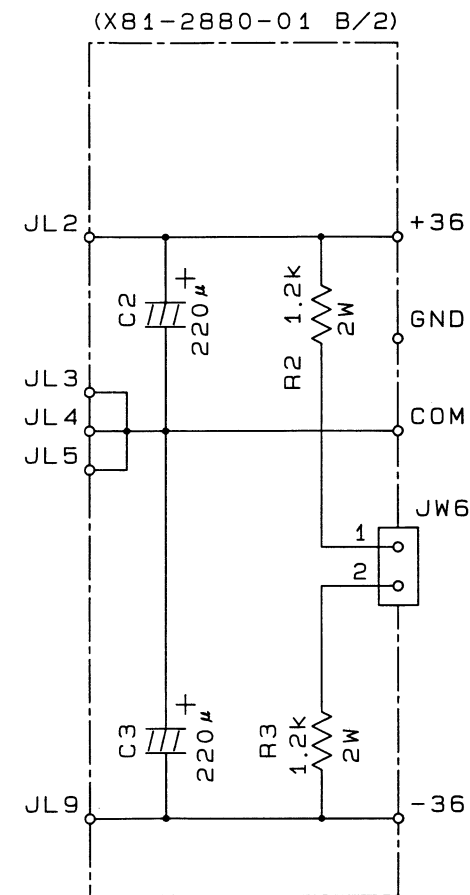 (X81-2880-01 B/2)
JL2
+36
C2
+
220μ
1.2k
2W
R2
GND
JL3
JL4
COM
JL5
JW6
1
2
C3
+
220μ
R3
1.2k
2W
JL9
-36